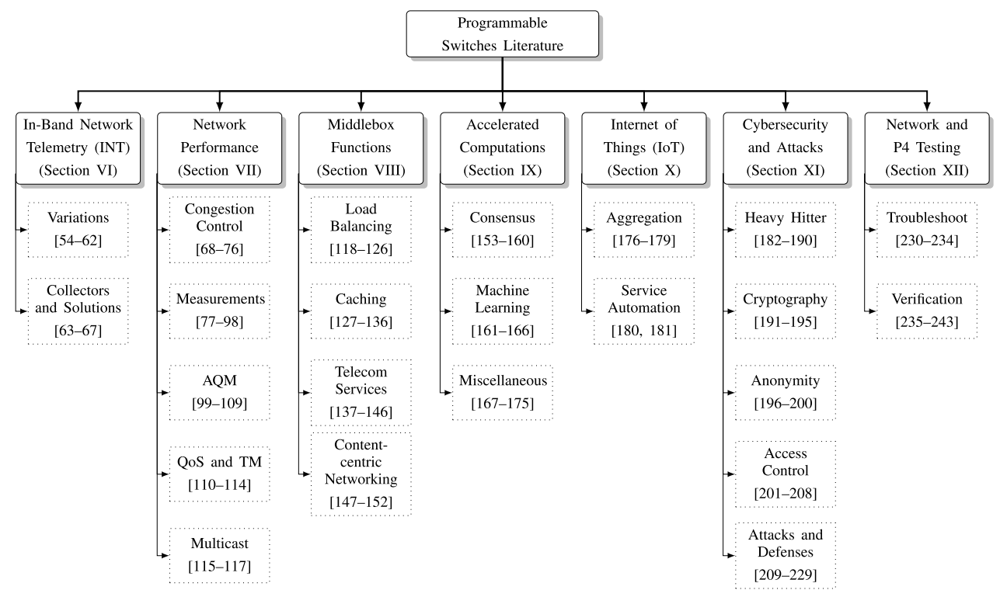 Programmable
Switches Literature
In-Band Network
Telemetry (INT)
(Section VI)
Variations
[54–62]
Collectors
and Solutions
[63–67]
Network
Performance
(Section VII)
Congestion
Control
[68–76]
Measurements
[77–98]
AQM
[99–109]
QoS and TM
[110–114]
Multicast
[115–117]
Middlebox
Functions
(Section VIII)
Load
Balancing
[118–126]
Caching
[127–136]
Telecom
Services
[137–146]
Content-
centric
Networking
[147–152]
Accelerated
Computations
(Section IX)
Consensus
[153–160]
Machine
Learning
[161–166]
Miscellaneous
[167–175]
Internet of
Things (IoT)
(Section X)
Aggregation
[176–179]
Service
Automation
[180, 181]
Cybersecurity
and Attacks
(Section XI)
Heavy Hitter
[182–190]
Cryptography
[191–195]
Anonymity
[196–200]
Access
Control
[201–208]
Attacks and
Defenses
[209–229]
Network and
P4 Testing
(Section XII)
Troubleshoot
[230–234]
Verification
[235–243]